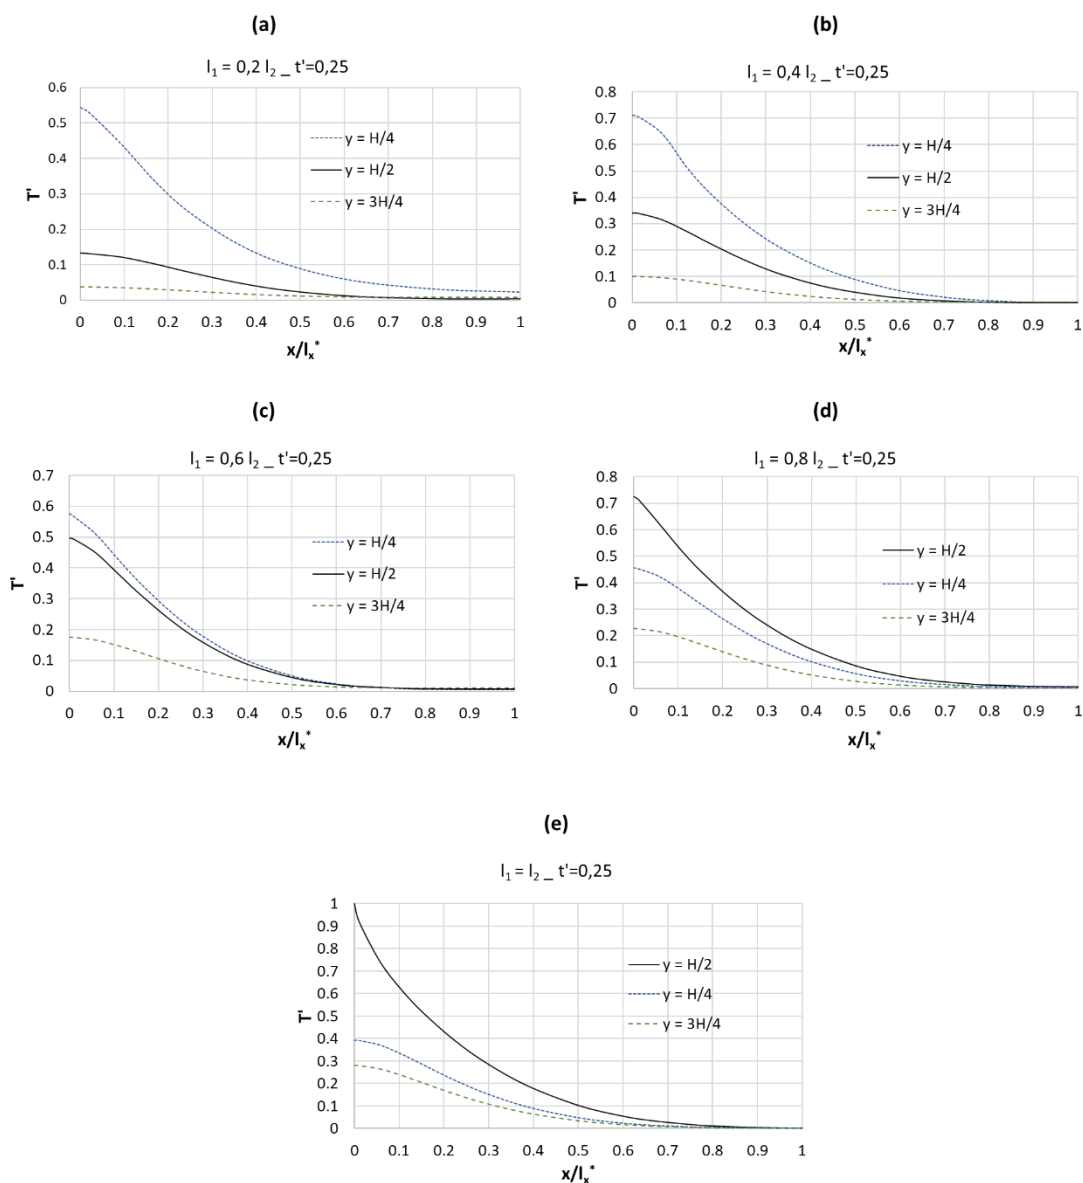 (a)
l1 = 0,2 l2 _ t'=0,25
0.6
0.5
0.4
0.3
0.2
0.1
0
T'
y = H/4
y = H/2
y = 3H/4
0 0.1 0.2 0.3 0.4 0.5 0.6 0.7 0.8 0.9 1
x/lx*
(b)
l1 = 0,4 l2 _ t'=0,25
0.8
0.7
0.6
0.5
0.4
0.3
0.2
0.1
0
T'
y = H/4
y = H/2
y = 3H/4
0 0.1 0.2 0.3 0.4 0.5 0.6 0.7 0.8 0.9 1
x/lx*
(c)
l1 = 0,6 l2 _ t'=0,25
0.7
0.6
0.5
0.4
0.3
0.2
0.1
0
T'
y = H/4
y = H/2
y = 3H/4
0 0.1 0.2 0.3 0.4 0.5 0.6 0.7 0.8 0.9 1
x/lx*
(d)
l1 = 0,8 l2 _ t'=0,25
0.8
0.7
0.6
0.5
0.4
0.3
0.2
0.1
0
T'
y = H/2
y = H/4
y = 3H/4
0 0.1 0.2 0.3 0.4 0.5 0.6 0.7 0.8 0.9 1
x/lx*
(e)
l1 = l2 _ t'=0,25
1
0.9
0.8
0.7
0.6
0.5
0.4
0.3
0.2
0.1
0
T'
y = H/2
y = H/4
y = 3H/4
0 0.1 0.2 0.3 0.4 0.5 0.6 0.7 0.8 0.9 1
x/lx*